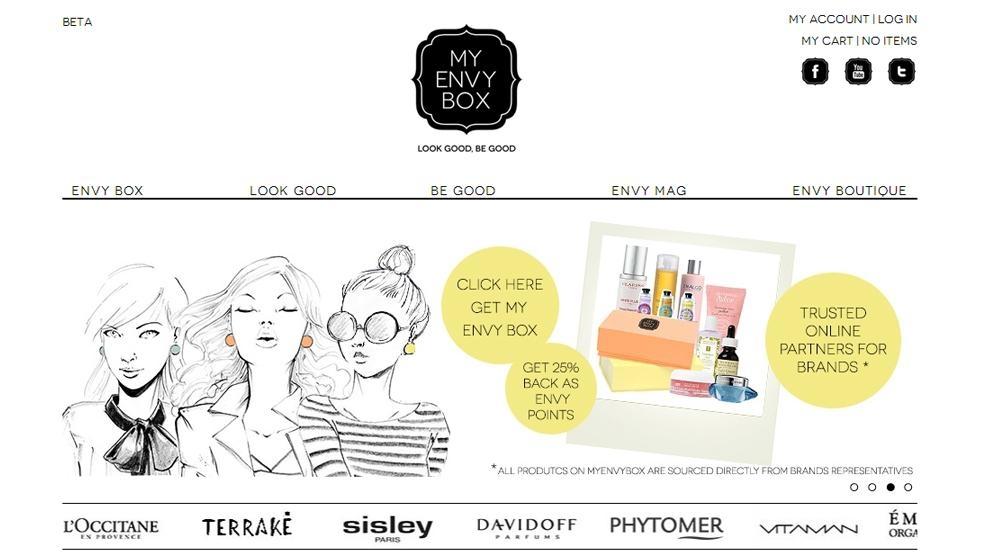 BETA
MY ACCOUNT | LOG IN
MY CART | NO ITEMS
MY
ENVY
BOX
LOOK GOOD, BE GOOD
f
You
Tube
t
ENVY BOX
LOOK GOOD
BE GOOD
ENVY MAG
ENVY BOUTIQUE
CLICK HERE
GET MY
ENVY BOX
GET 25%
BACK AS
ENVY
POINTS
TRUSTED
ONLINE
PARTNERS FOR
BRANDS *
* ALL PRODUTCS ON MYENVYBOX ARE SOURCED DIRECTLY FROM BRANDS REPRESENTATIVES
L'OCCITANE
EN PROVENCE
TERRAKĖ
sisley
PARIS
DAVIDOFF
PARFUMS
PHYTOMER
VITAMAN
É M
ORGA